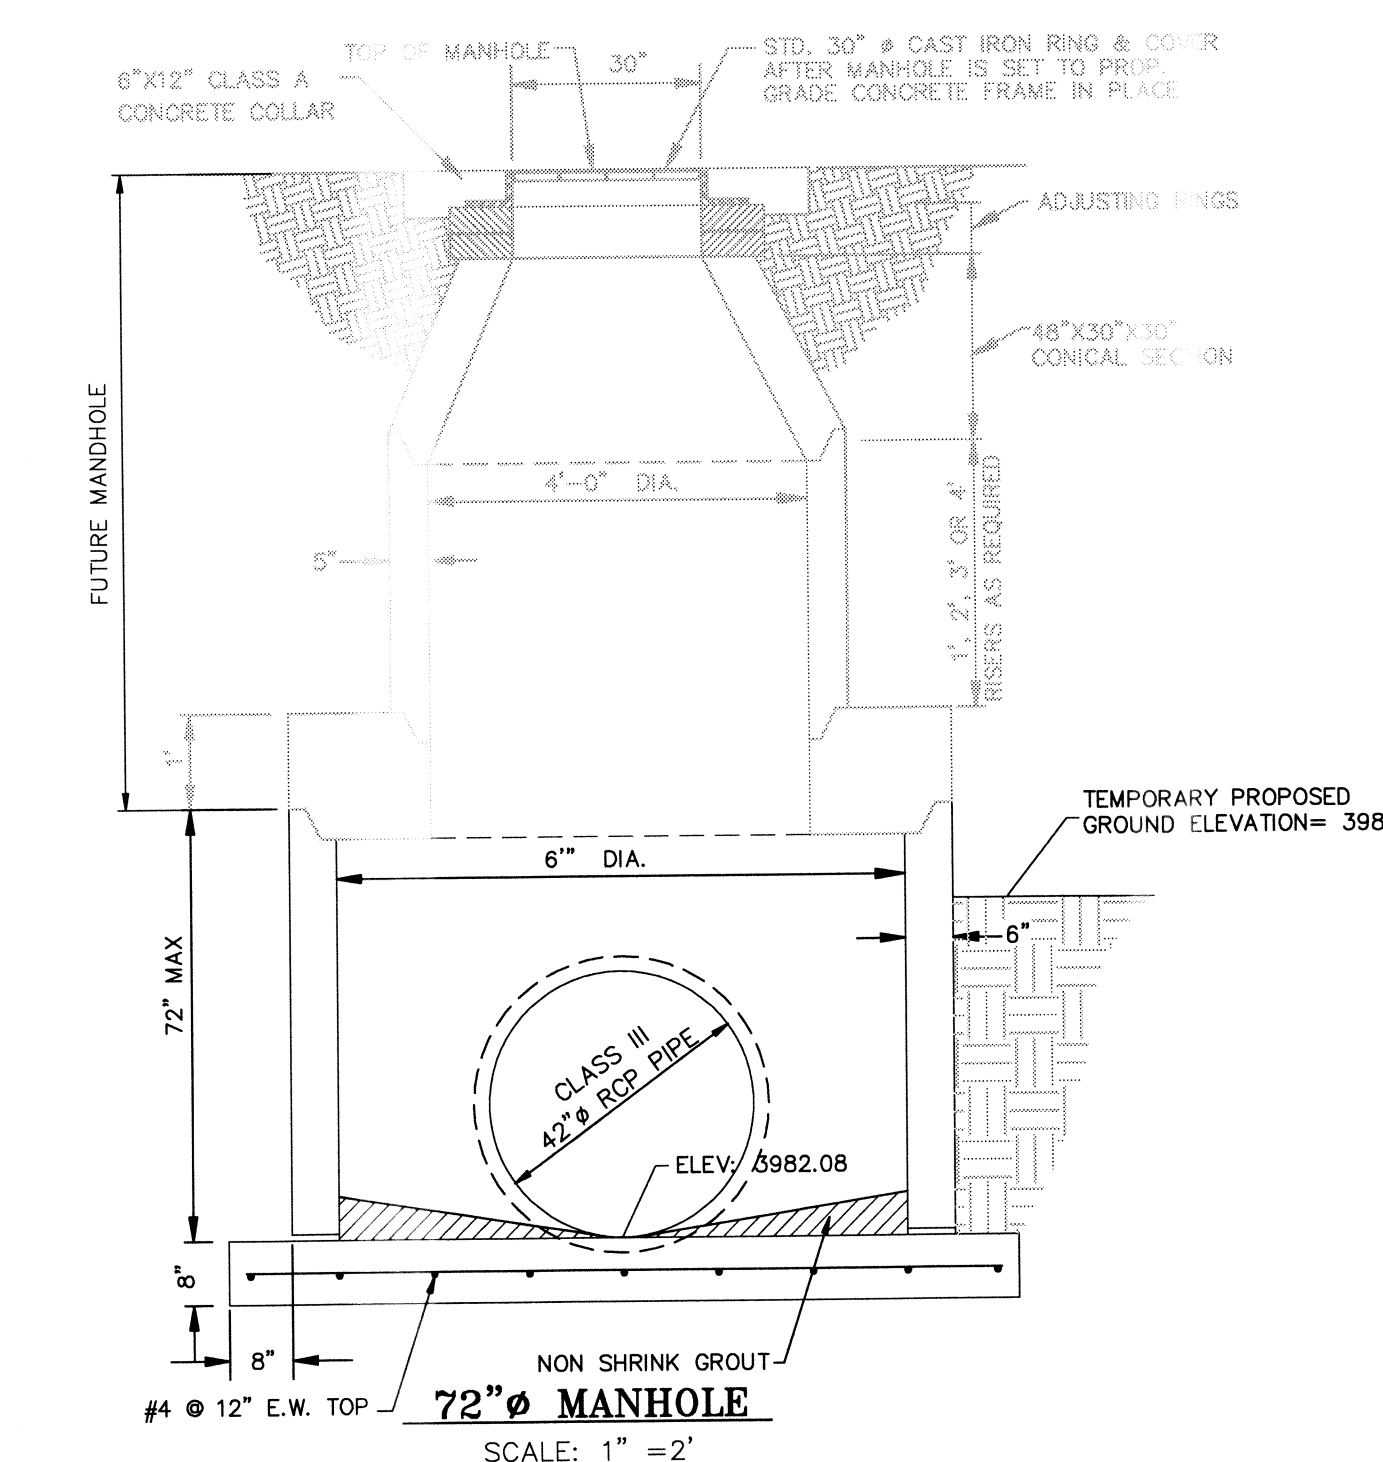 TOP OF MANHOLE
STD. 30" ø CAST IRON RING & COVER
AFTER MANHOLE IS SET TO PROP.
GRADE CONCRETE FRAME IN PLACE
30"
6"X12" CLASS A
CONCRETE COLLAR
ADJUSTING RINGS
48"X30"X30"
CONICAL SECTION
FUTURE MANDHOLE
4'-0" DIA.
5"
1', 2', 3' OR 4'
RISERS AS REQUIRED
1'
TEMPORARY PROPOSED
GROUND ELEVATION= 398
6'" DIA.
6"
72" MAX
CLASS III
42"ø RCP PIPE
ELEV: 3982.08
8"
8"
NON SHRINK GROUT
#4 @ 12" E.W. TOP
72"ø MANHOLE
SCALE: 1" =2'